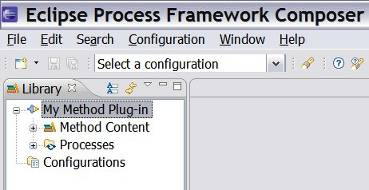 Eclipse Process Framework Composer
File Edit Search Configuration Window Help
Select a configuration
Library
My Method Plug-in
Method Content
Processes
Configurations